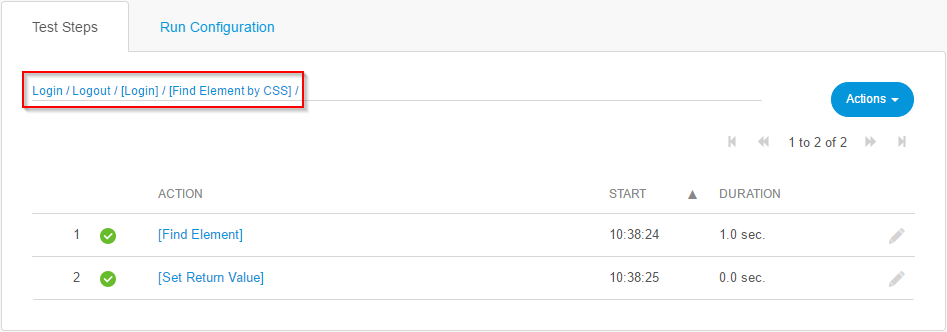 Test Steps Run Configuration
Login / Logout / [Login] / [Find Element by CSS] /
Actions
1 to 2 of 2
ACTION START DURATION
1 [Find Element] 10:38:24 1.0 sec.
2 [Set Return Value] 10:38:25 0.0 sec.